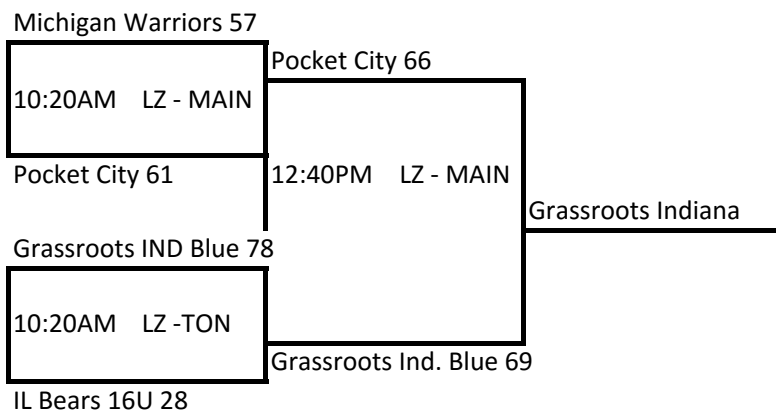 Michigan Warriors 57
Pocket City 66
10:20AM LZ - MAIN
Pocket City 61
12:40PM LZ - MAIN
Grassroots Indiana
Grassroots IND Blue 78
10:20AM LZ -TON
Grassroots Ind. Blue 69
IL Bears 16U 28